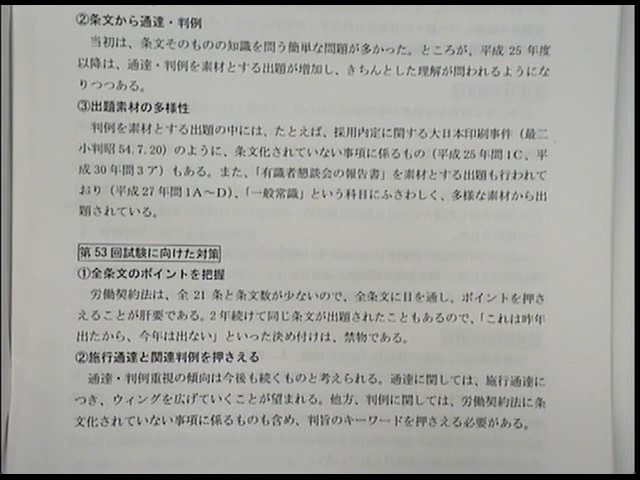 ②条文から通達・判例
当初は、条文そのものの知識を問う簡単な問題が多かった。ところが、平成 25 年度
以降は、通達・判例を素材とする出題が増加し、きちんとした理解が問われるようにな
りつつある。
③出題素材の多様性
判例を素材とする出題の中には、たとえば、採用内定に関する大日本印刷事件（最二
小判昭 54.7.20）のように、条文化されていない事項に係るもの（平成 25 年問 1 C、平
成 30 年問 3 ア）もある。また、「有識者懇談会の報告書」を素材とする出題も行われて
おり（平成 27 年問 1 A～D）、「一般常識」という科目にふさわしく、多様な素材から出
題されている。
第 53 回試験に向けた対策
①全条文のポイントを把握
労働契約法は、全 21 条と条文数が少ないので、全条文に目を通し、ポイントを押さ
えることが肝要である。2 年続けて同じ条文が出題されたこともあるので、「これは昨年
出たから、今年は出ない」といった決め付けは、禁物である。
②施行通達と関連判例を押さえる
通達・判例重視の傾向は今後も続くものと考えられる。通達に関しては、施行通達に
つき、ウィングを広げていくことが望まれる。他方、判例に関しては、労働契約法に条
文化されていない事項に係るものも含め、判旨のキーワードを押さえる必要がある。